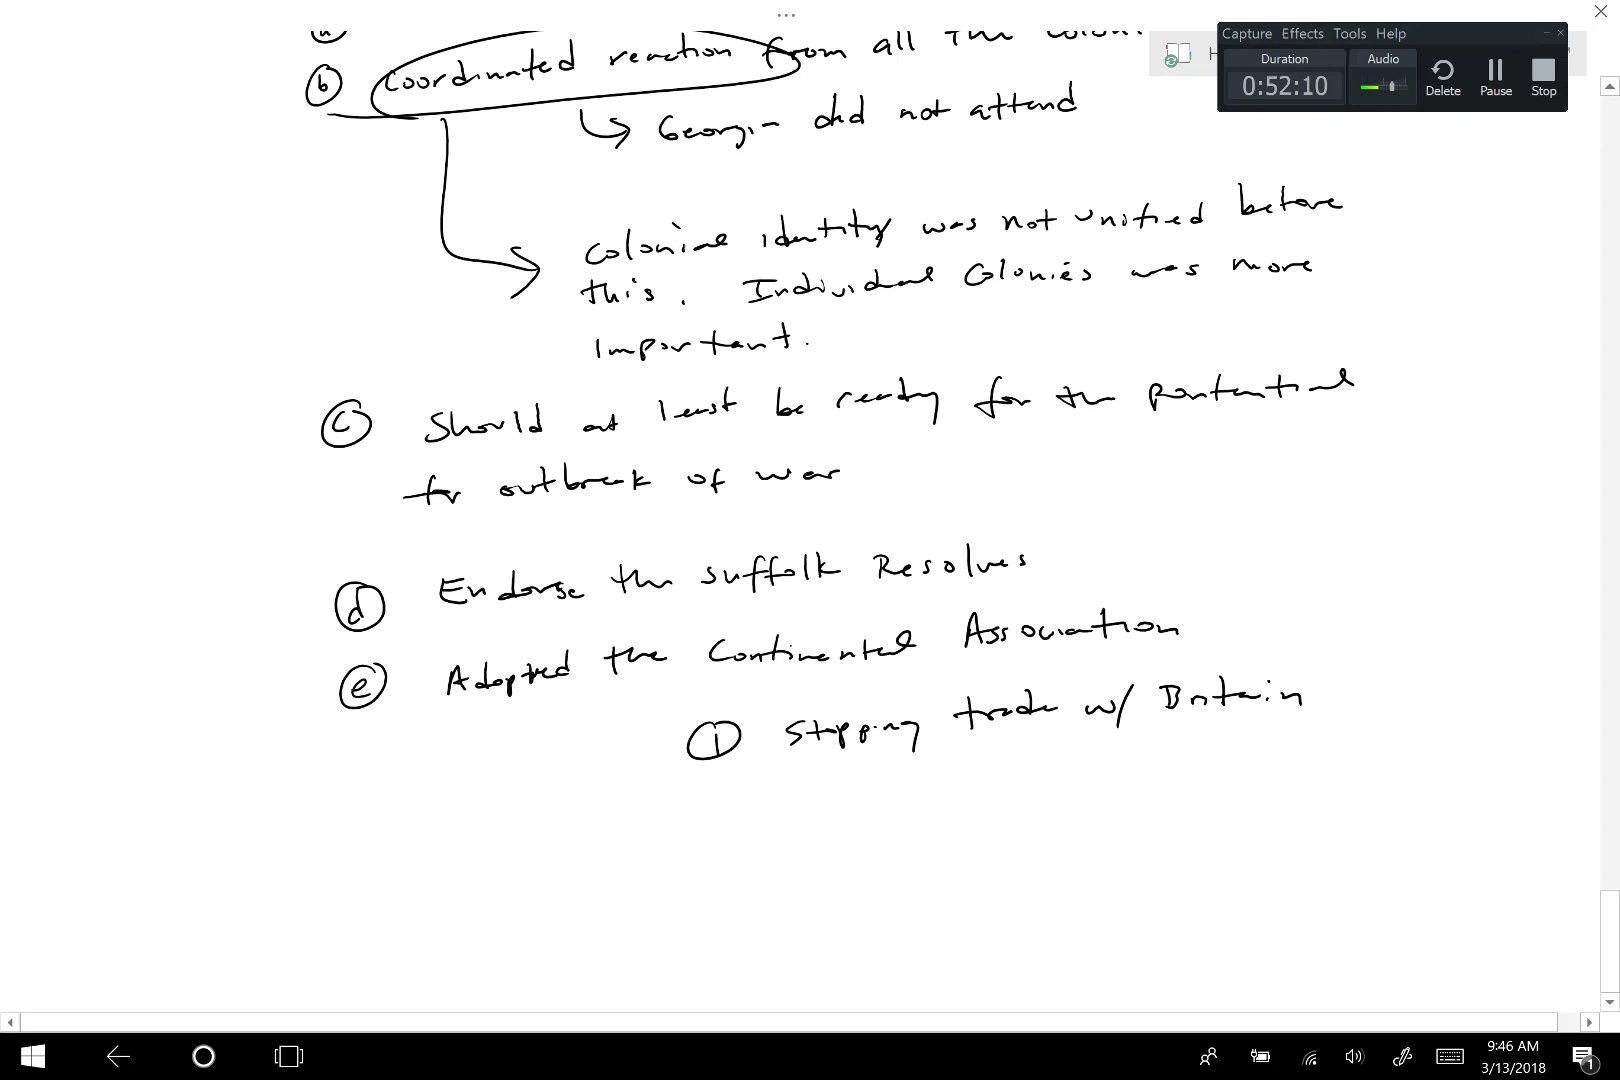 ...
(b) Coordinated reaction from all the
Capture Effects Tools Help
Duration
0:52:10
Audio
Delete Pause Stop
↳ Georgia did not attend
Colonial identity was not unified before
this. Individual Colonies was more
important.
(c) Should at least be ready for the pontential
for outbreak of war
(d) Endorse the Suffolk Resolves
(e) Adopted the Continental Association
(1) Stopping trade w/ Britain
9:46 AM
3/13/2018
1